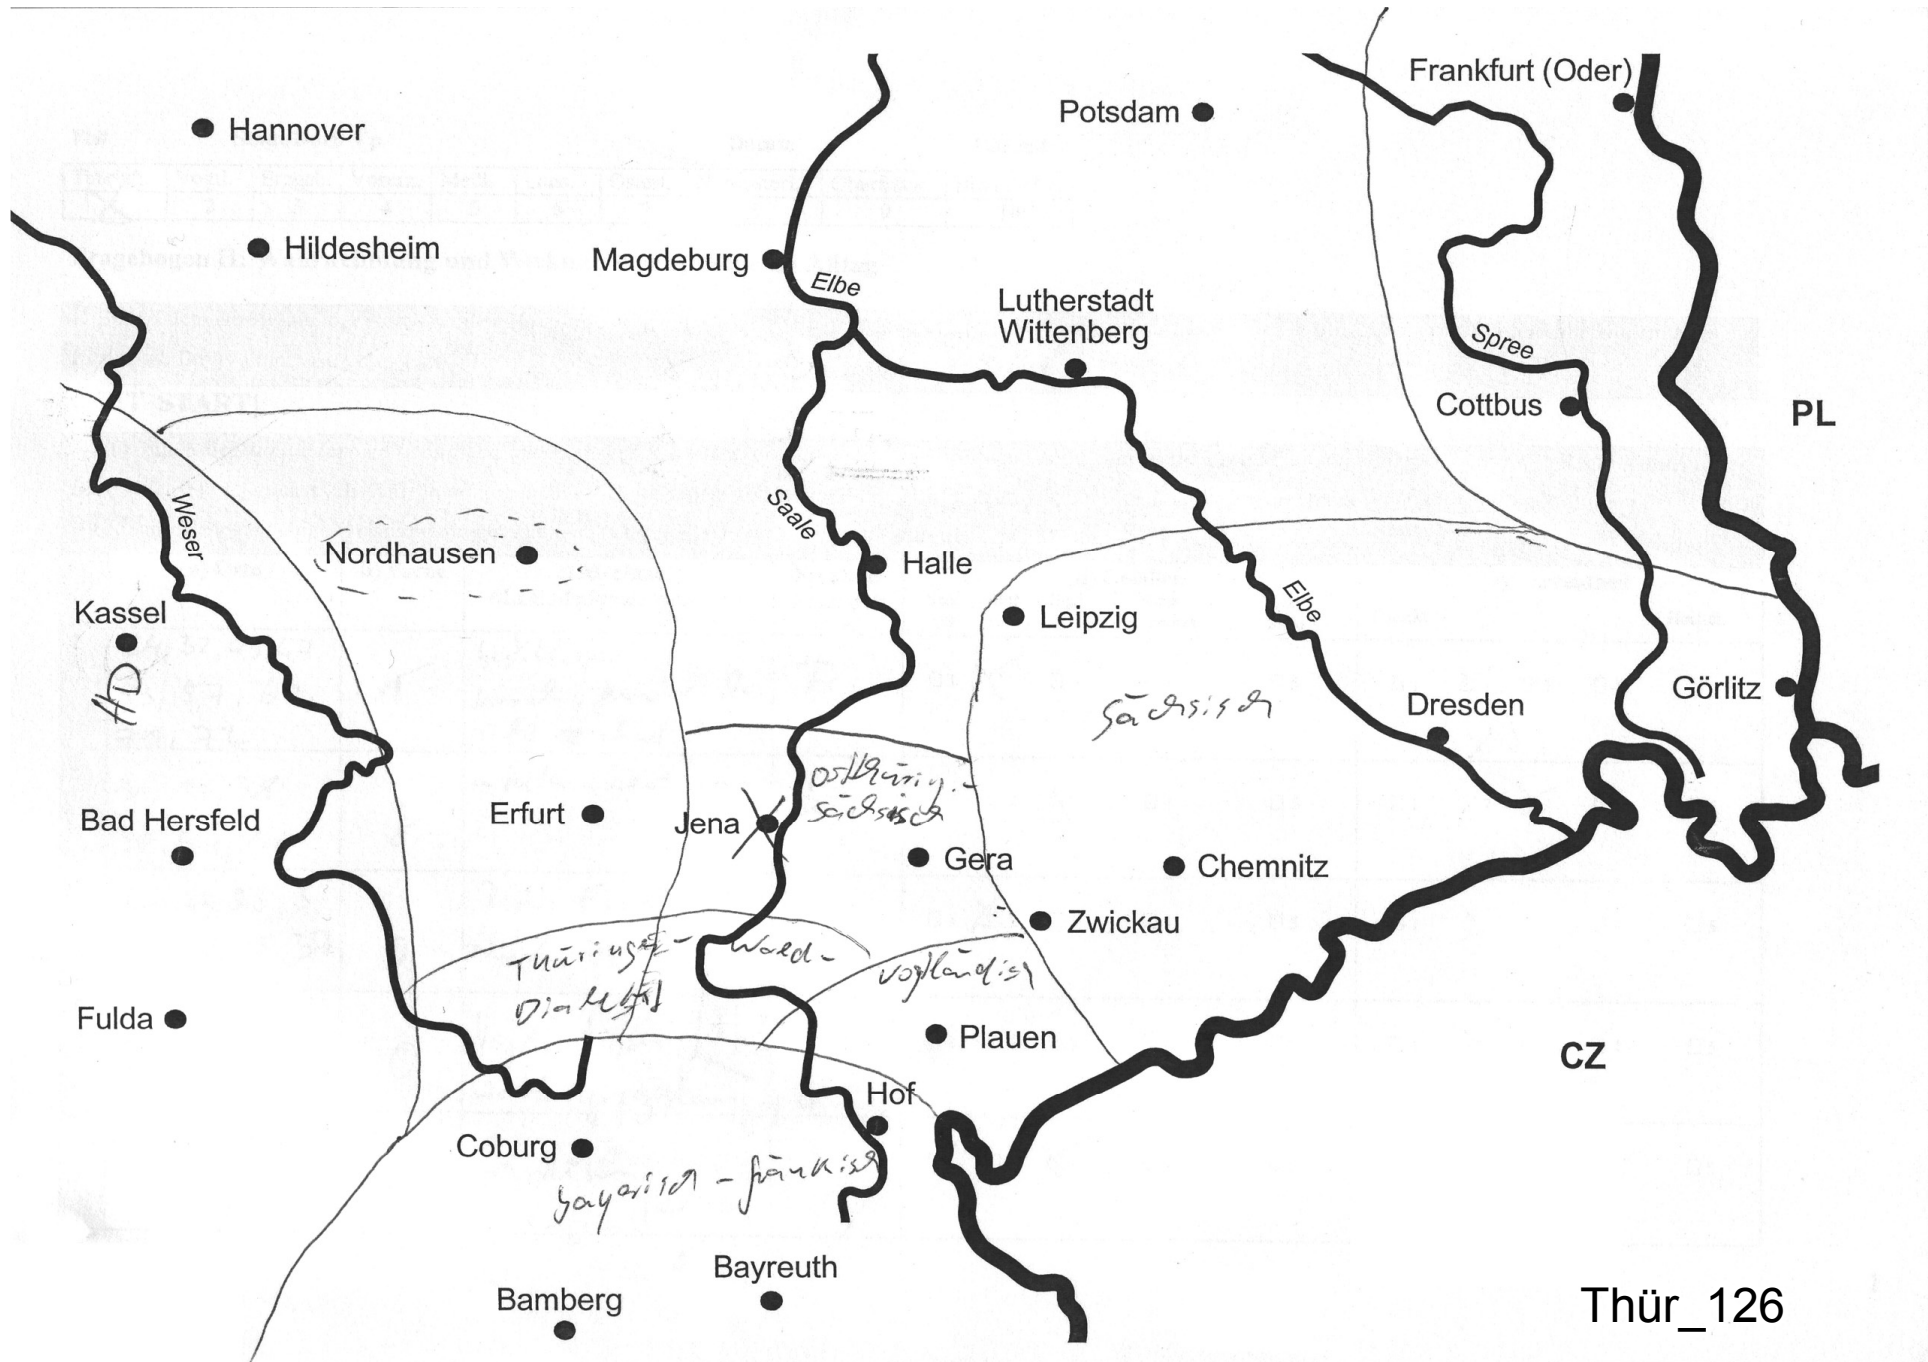 Frankfurt (Oder)
Potsdam
Hannover
Hildesheim
Magdeburg
Elbe
Lutherstadt
Wittenberg
Spree
Cottbus
PL
Weser
Saale
Nordhausen
Halle
Kassel
HD
Leipzig
Elbe
Görlitz
Sächsisch
Dresden
ostthüring.-
sächsisch
Erfurt
Jena
Bad Hersfeld
Gera
Chemnitz
Zwickau
Thüringer-
Wald-
Dialekt
vogtländisch
Fulda
Plauen
CZ
Hof
Coburg
bayerisch - fränkisch
Bayreuth
Bamberg
Thür_126